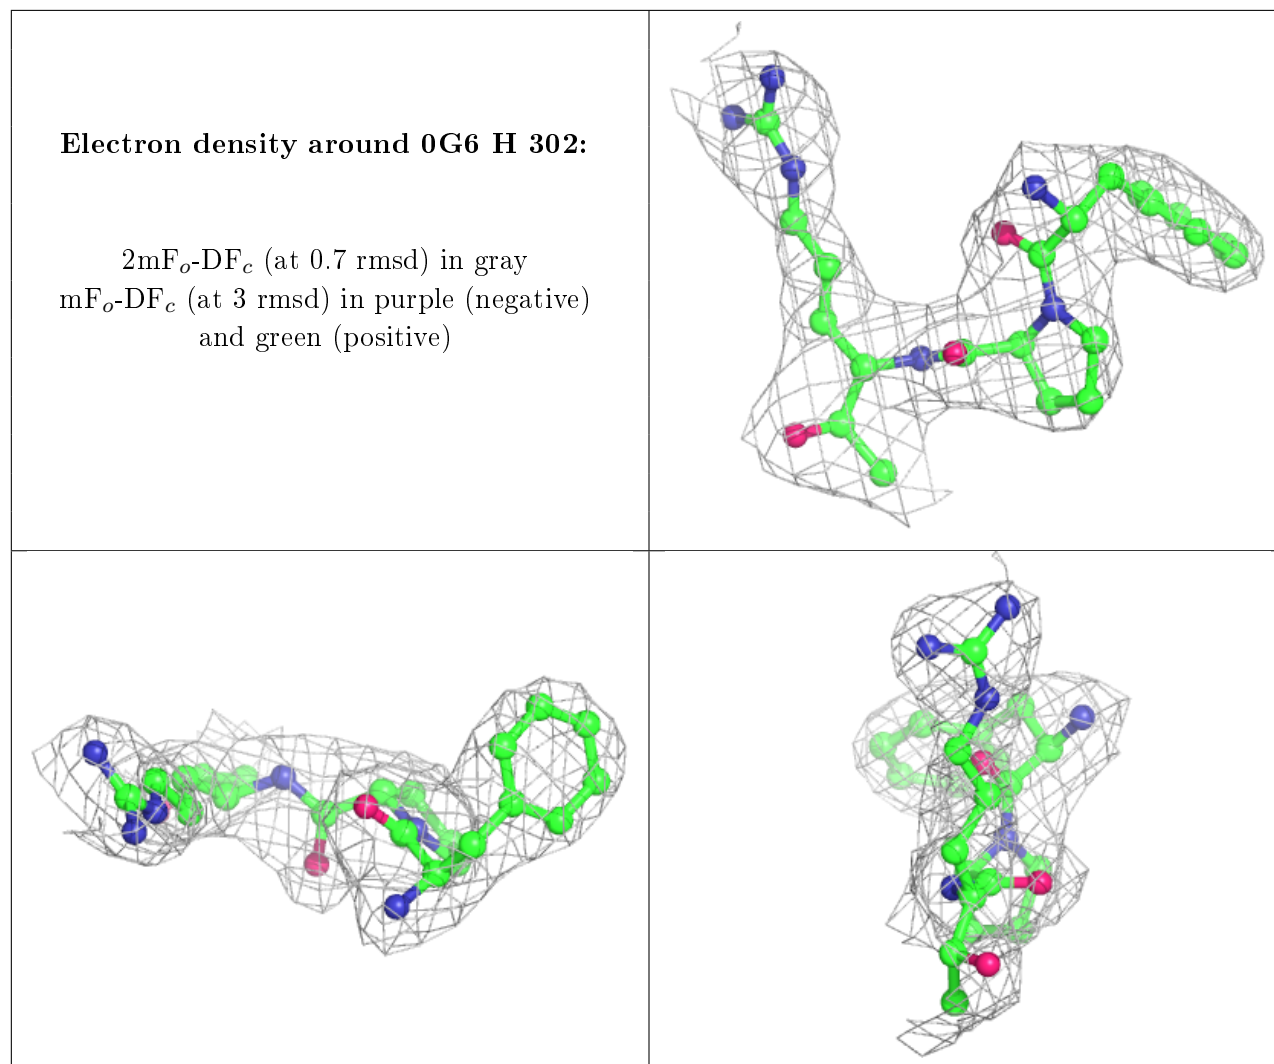 Electron density around 0G6 H 302:
2mFo-DFc (at 0.7 rmsd) in gray
mFo-DFc (at 3 rmsd) in purple (negative)
and green (positive)